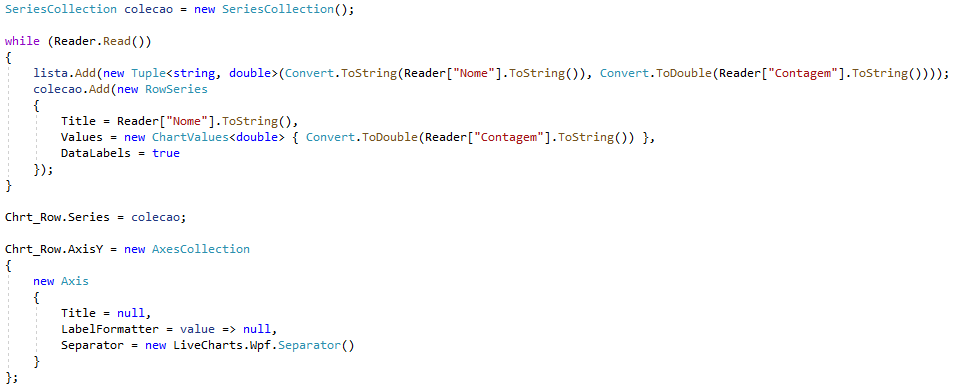 SeriesCollection colecao = new SeriesCollection();
while (Reader.Read())
{
lista.Add(new Tuple<string, double>(Convert.ToString(Reader["Nome"].ToString()), Convert.ToDouble(Reader["Contagem"].ToString())));
colecao.Add(new RowSeries
{
Title = Reader["Nome"].ToString(),
Values = new ChartValues<double> { Convert.ToDouble(Reader["Contagem"].ToString()) },
DataLabels = true
});
}
Chrt_Row.Series = colecao;
Chrt_Row.AxisY = new AxesCollection
{
new Axis
{
Title = null,
LabelFormatter = value => null,
Separator = new LiveCharts.Wpf.Separator()
}
};